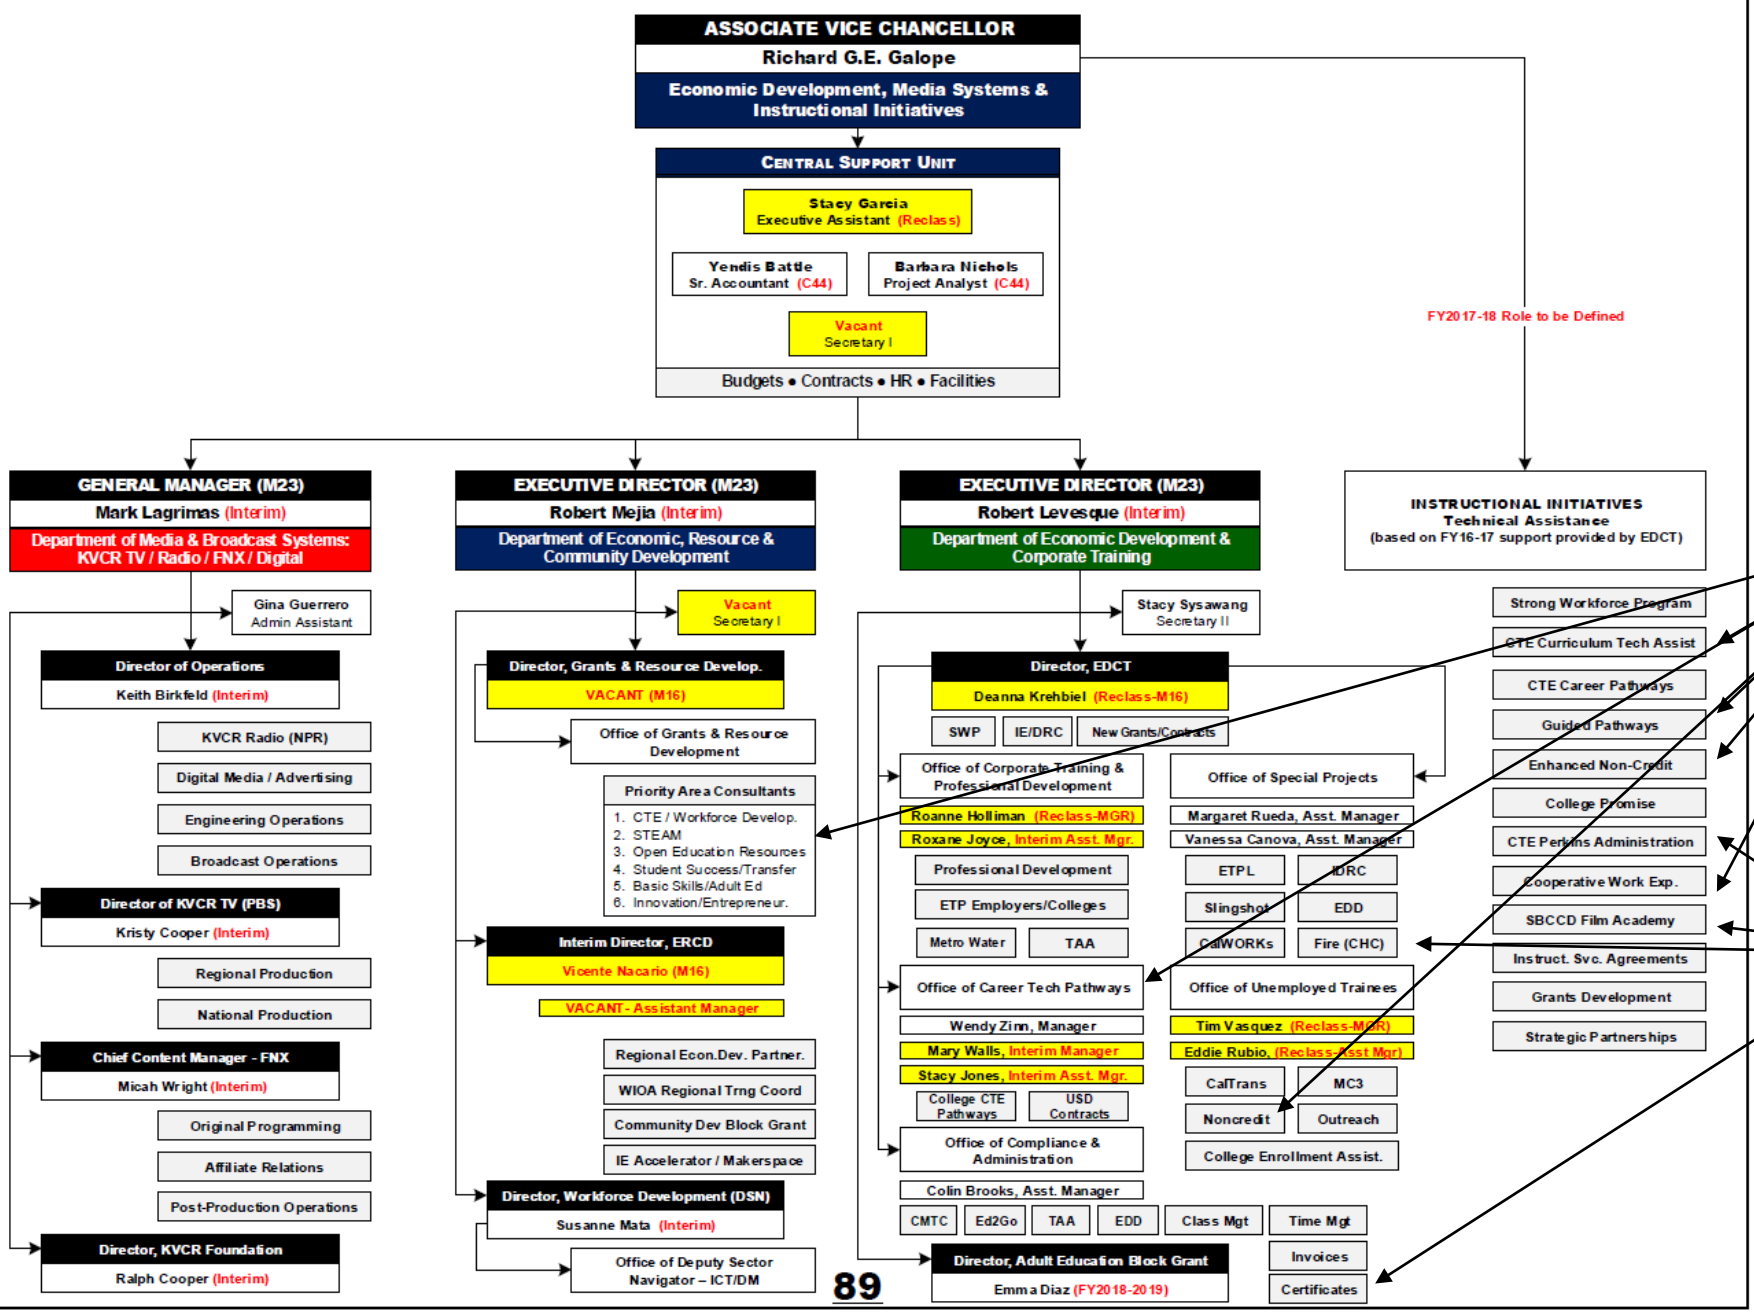 ASSOCIATE VICE CHANCELLOR
Richard G.E. Galope
Economic Development, Media Systems &
Instructional Initiatives
CENTRAL SUPPORT UNIT
Stacy Garcia
Executive Assistant (Reclass)
Yendis Battle
Sr. Accountant (C44)
Barbara Nichols
Project Analyst (C44)
Vacant
Secretary I
Budgets ● Contracts ● HR ● Facilities
FY2017-18 Role to be Defined
GENERAL MANAGER (M23)
Mark Lagrimas (Interim)
Department of Media & Broadcast Systems:
KVCR TV / Radio / FNX / Digital
Gina Guerrero
Admin Assistant
Director of Operations
Keith Birkfeld (Interim)
KVCR Radio (NPR)
Digital Media / Advertising
Engineering Operations
Broadcast Operations
Director of KVCR TV (PBS)
Kristy Cooper (Interim)
Regional Production
National Production
Chief Content Manager - FNX
Micah Wright (Interim)
Original Programming
Affiliate Relations
Post-Production Operations
Director, KVCR Foundation
Ralph Cooper (Interim)
EXECUTIVE DIRECTOR (M23)
Robert Mejia (Interim)
Department of Economic, Resource &
Community Development
Vacant
Secretary I
Director, Grants & Resource Develop.
VACANT (M16)
Office of Grants & Resource
Development
Priority Area Consultants
1. CTE / Workforce Develop.
2. STEAM
3. Open Education Resources
4. Student Success/Transfer
5. Basic Skills/Adult Ed
6. Innovation/Entrepreneur.
Interim Director, ERCD
Vicente Nacario (M16)
VACANT- Assistant Manager
Regional Econ.Dev. Partner.
WIOA Regional Trng Coord
Community Dev Block Grant
IE Accelerator / Makerspace
Director, Workforce Development (DSN)
Susanne Mata (Interim)
Office of Deputy Sector
Navigator – ICT/DM
EXECUTIVE DIRECTOR (M23)
Robert Levesque (Interim)
Department of Economic Development &
Corporate Training
Stacy Sysawang
Secretary II
Director, EDCT
Deanna Krehbiel (Reclass-M16)
SWP
IE/DRC
New Grants/Contracts
Office of Corporate Training &
Professional Development
Roanne Holliman (Reclass-MGR)
Roxane Joyce, Interim Asst. Mgr.
Professional Development
ETP Employers/Colleges
Metro Water
TAA
Office of Career Tech Pathways
Wendy Zinn, Manager
Mary Walls, Interim Manager
Stacy Jones, Interim Asst. Mgr.
College CTE
Pathways
USD
Contracts
Office of Compliance &
Administration
Colin Brooks, Asst. Manager
CMTC
Ed2Go
TAA
EDD
Class Mgt
Time Mgt
Invoices
Certificates
Office of Special Projects
Margaret Rueda, Asst. Manager
Vanessa Canova, Asst. Manager
ETPL
IDRC
Slingshot
EDD
CalWORKs
Fire (CHC)
Office of Unemployed Trainees
Tim Vasquez (Reclass-MGR)
Eddie Rubio, (Reclass-Asst Mgr)
CalTrans
MC3
Noncredit
Outreach
College Enrollment Assist.
Director, Adult Education Block Grant
Emma Diaz (FY2018-2019)
INSTRUCTIONAL INITIATIVES
Technical Assistance
(based on FY16-17 support provided by EDCT)
Strong Workforce Program
CTE Curriculum Tech Assist
CTE Career Pathways
Guided Pathways
Enhanced Non-Credit
College Promise
CTE Perkins Administration
Cooperative Work Exp.
SBCCD Film Academy
Instruct. Svc. Agreements
Grants Development
Strategic Partnerships
89